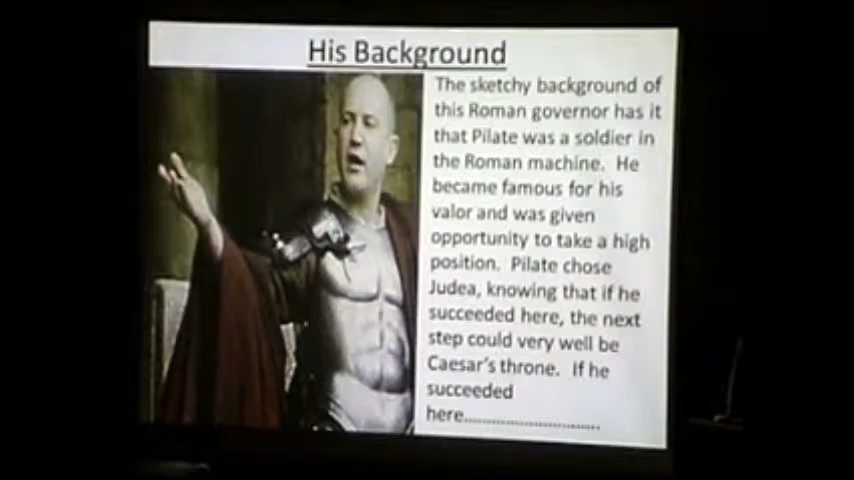 His Background
The sketchy background of
this Roman governor has it
that Pilate was a soldier in
the Roman machine.  He
became famous for his
valor and was given
opportunity to take a high
position.  Pilate chose
Judea, knowing that if he
succeeded here, the next
step could very well be
Caesar's throne.  If he
succeeded
here................................